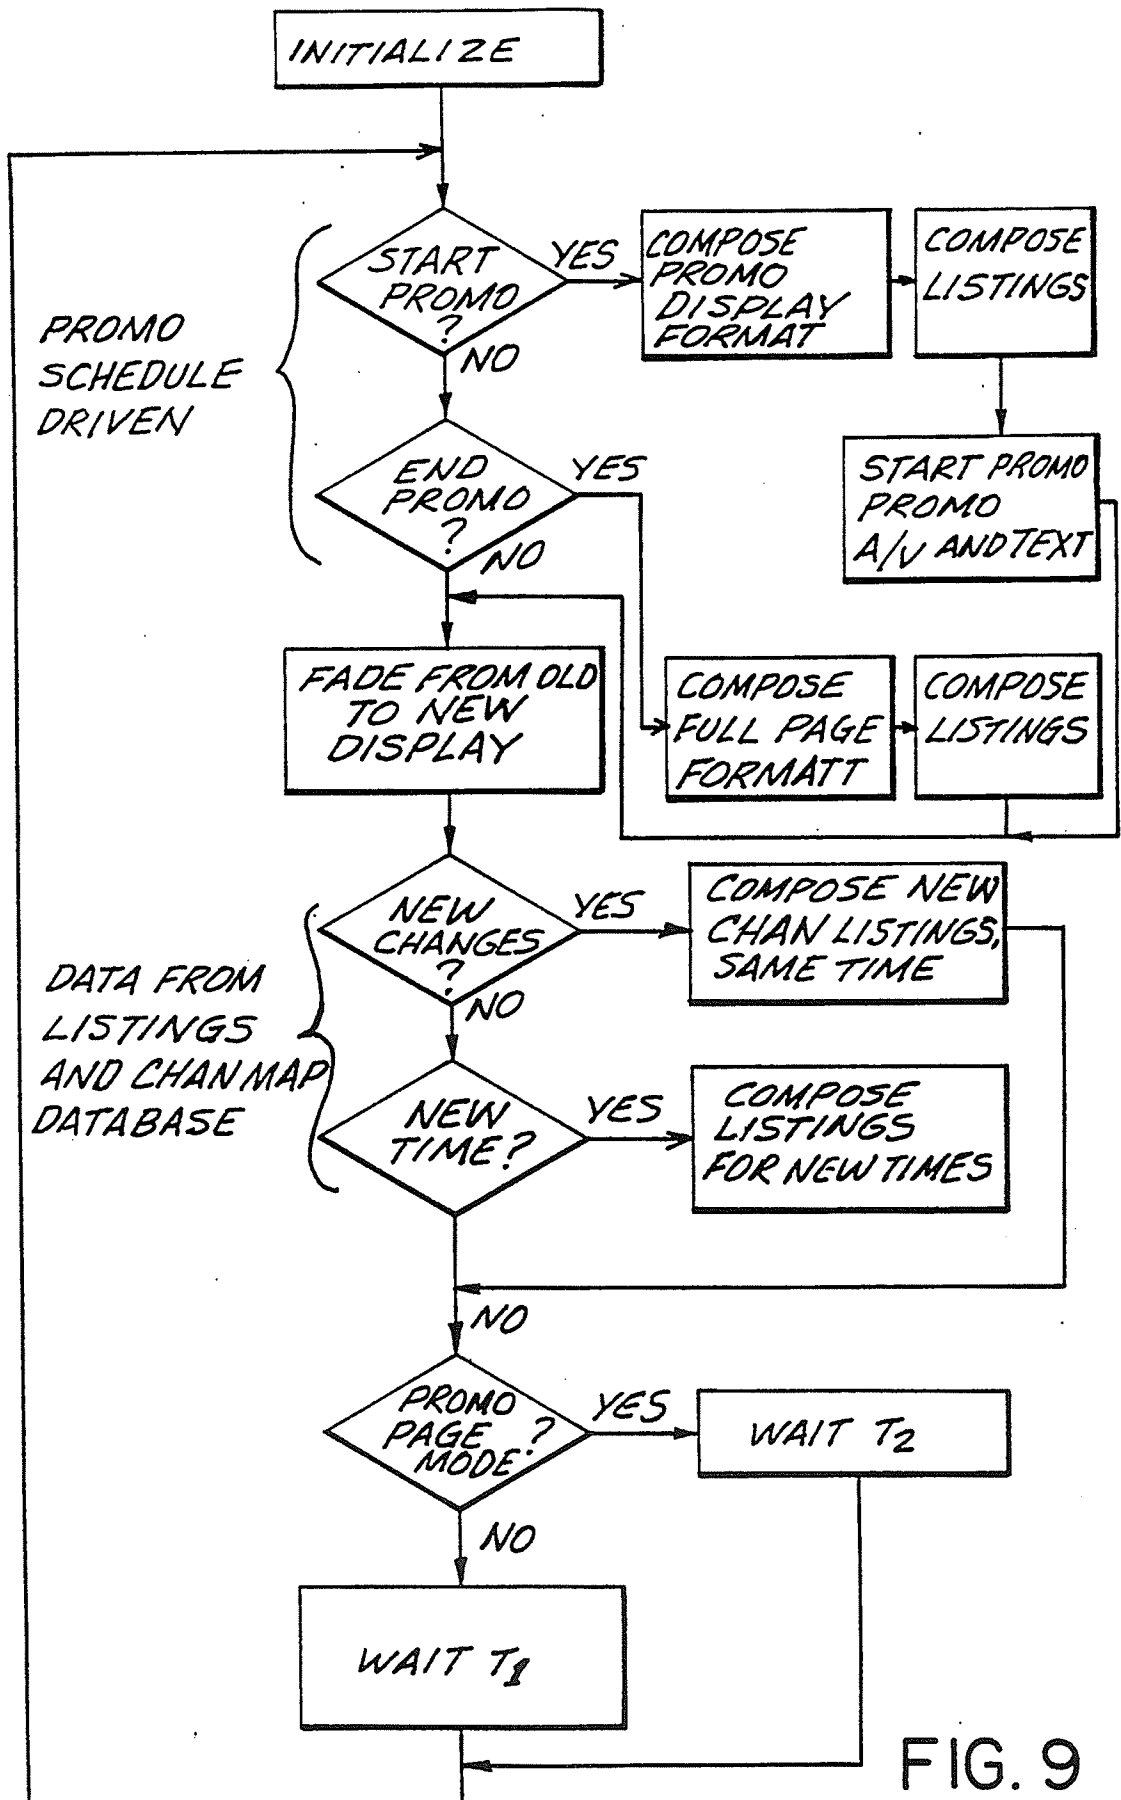 INITIALIZE
START
PROMO
?
YES
NO
COMPOSE
PROMO
DISPLAY
FORMAT
COMPOSE
LISTINGS
PROMO
SCHEDULE
DRIVEN
START PROMO
PROMO
A/V AND TEXT
END
PROMO
?
YES
NO
FADE FROM OLD
TO NEW
DISPLAY
COMPOSE
FULL PAGE
FORMATT
COMPOSE
LISTINGS
NEW
CHANGES
?
YES
NO
COMPOSE NEW
CHAN LISTINGS,
SAME TIME
DATA FROM
LISTINGS
AND CHAN MAP
DATABASE
NEW
TIME?
YES
COMPOSE
LISTINGS
FOR NEW TIMES
NO
PROMO
PAGE ?
MODE
YES
WAIT T2
NO
WAIT T1
FIG. 9